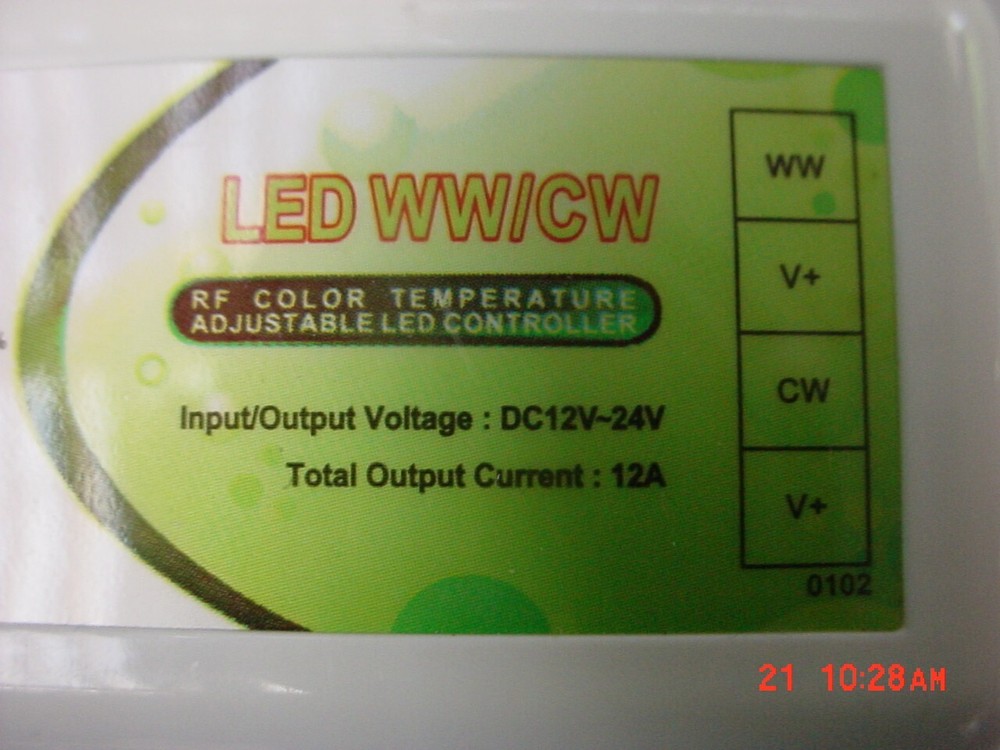 LED WW/CW
RF COLOR TEMPERATURE
ADJUSTABLE LED CONTROLLER
Input/Output Voltage : DC12V~24V
Total Output Current : 12A
WW
V+
CW
V+
0102
21 10:28AM